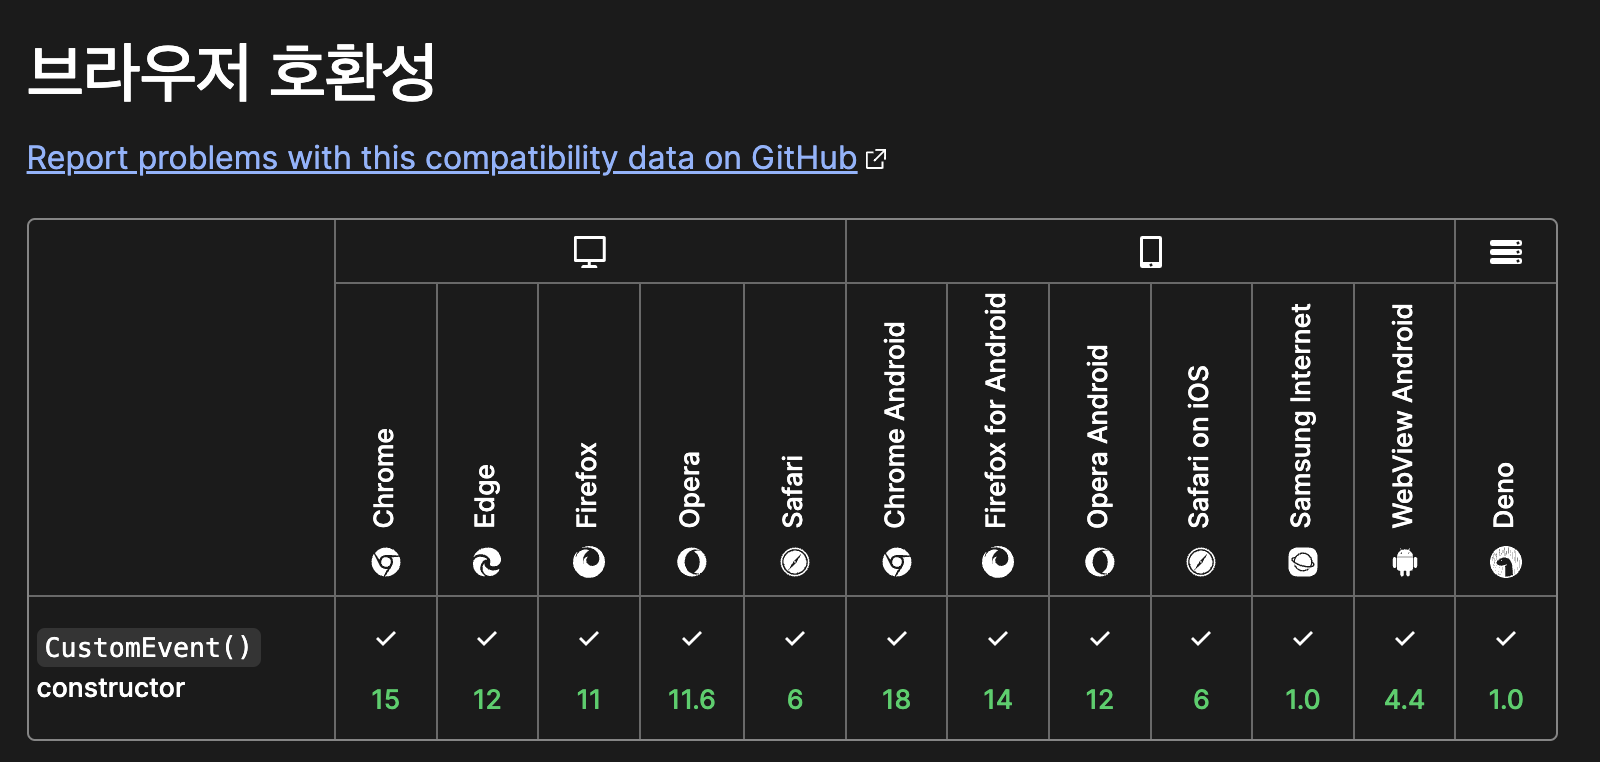 브라우저 호환성
Report problems with this compatibility data on GitHub
Chrome
Edge
Firefox
Opera
Safari
Chrome Android
Firefox for Android
Opera Android
Safari on iOS
Samsung Internet
WebView Android
Deno
CustomEvent()
constructor
15
12
11
11.6
6
18
14
12
6
1.0
4.4
1.0